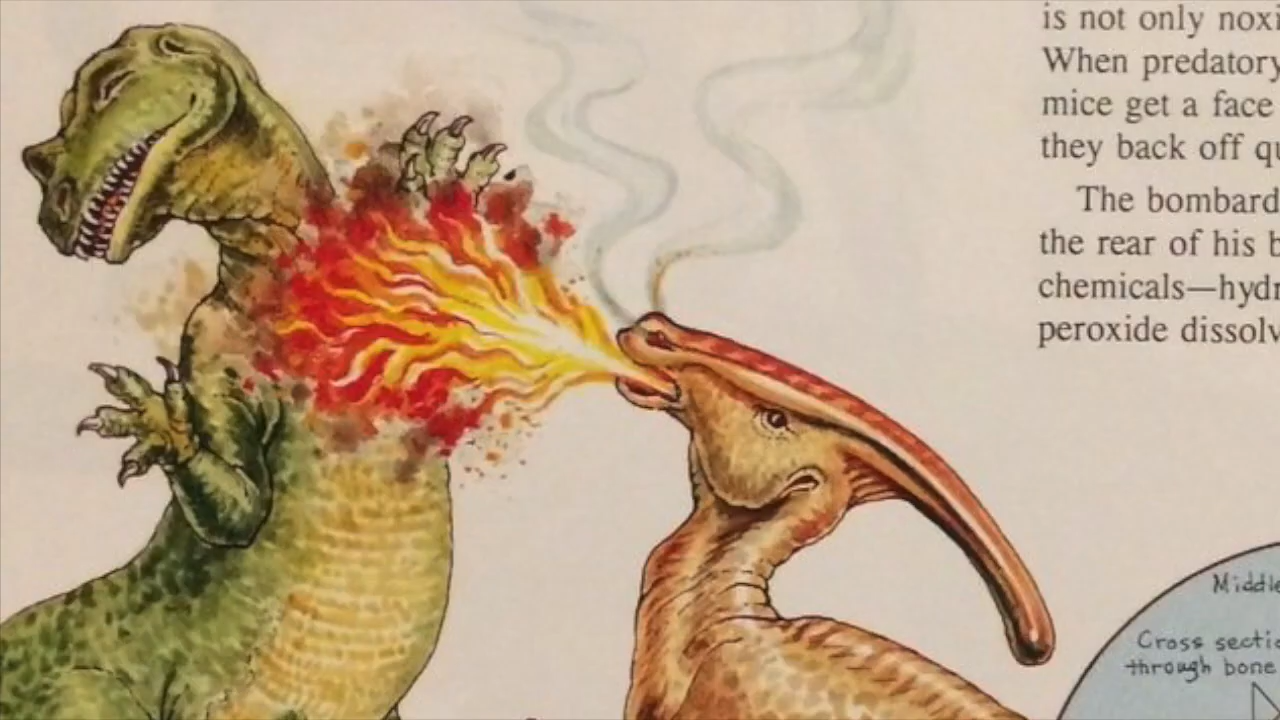 is not only noxi
When predatory
mice get a face
they back off qu
The bombard
the rear of his b
chemicals—hydr
peroxide dissolv
Middle
Cross sectio
through bone